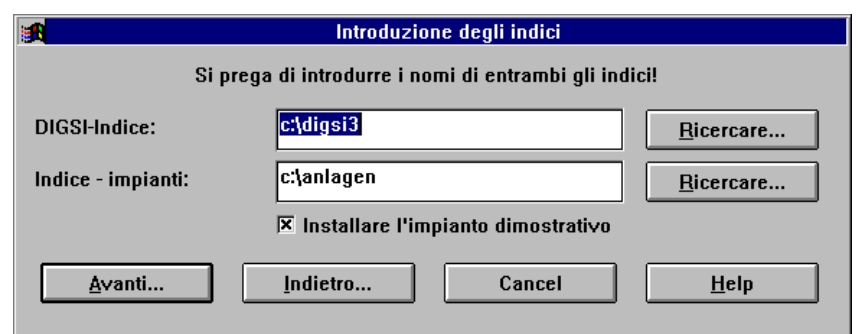 Introduzione degli indici
Si prega di introdurre i nomi di entrambi gli indici!
DIGSI-Indice: c:\digsi3 Ricercare...
Indice - impianti: c:\anlagen Ricercare...
Installare l'impianto dimostrativo
Avanti... Indietro... Cancel Help